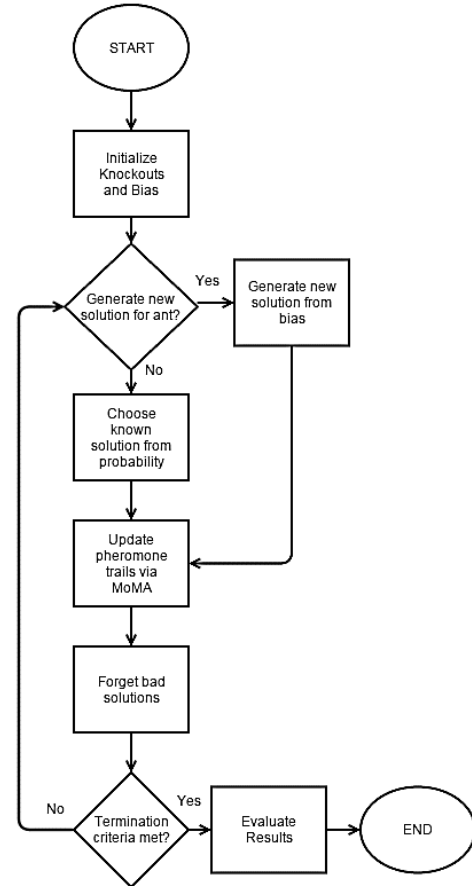 START
Initialize
Knockouts
and Bias
Generate new
solution for ant?
Yes
Generate new
solution from
bias
No
Choose
known
solution from
probability
Update
pheromone
trails via
MoMA
Forget bad
solutions
No
Termination
criteria met?
Yes
Evaluate
Results
END